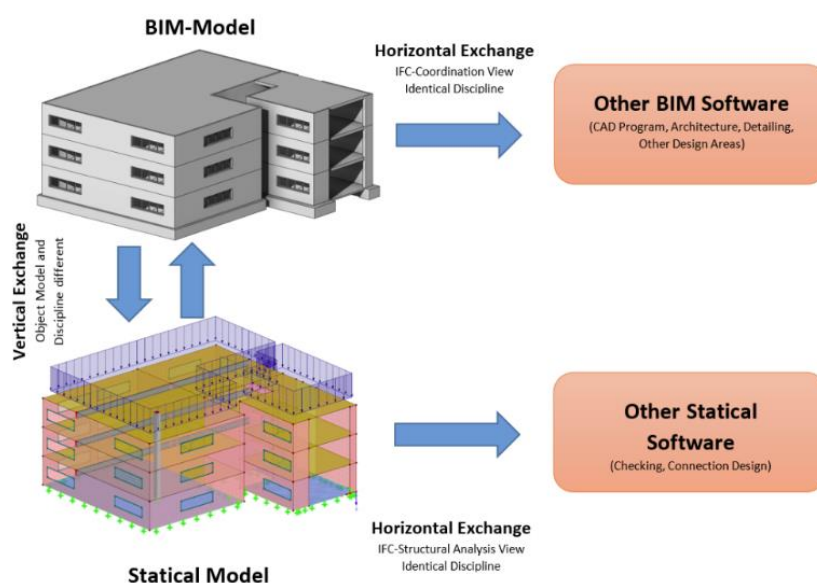 BIM-Model
Horizontal Exchange
IFC-Coordination View
Identical Discipline
Other BIM Software
(CAD Program, Architecture, Detailing,
Other Design Areas)
Vertical Exchange
Object Model and
Discipline different
Other Statical
Software
(Checking, Connection Design)
Horizontal Exchange
IFC-Structural Analysis View
Identical Discipline
Statical Model